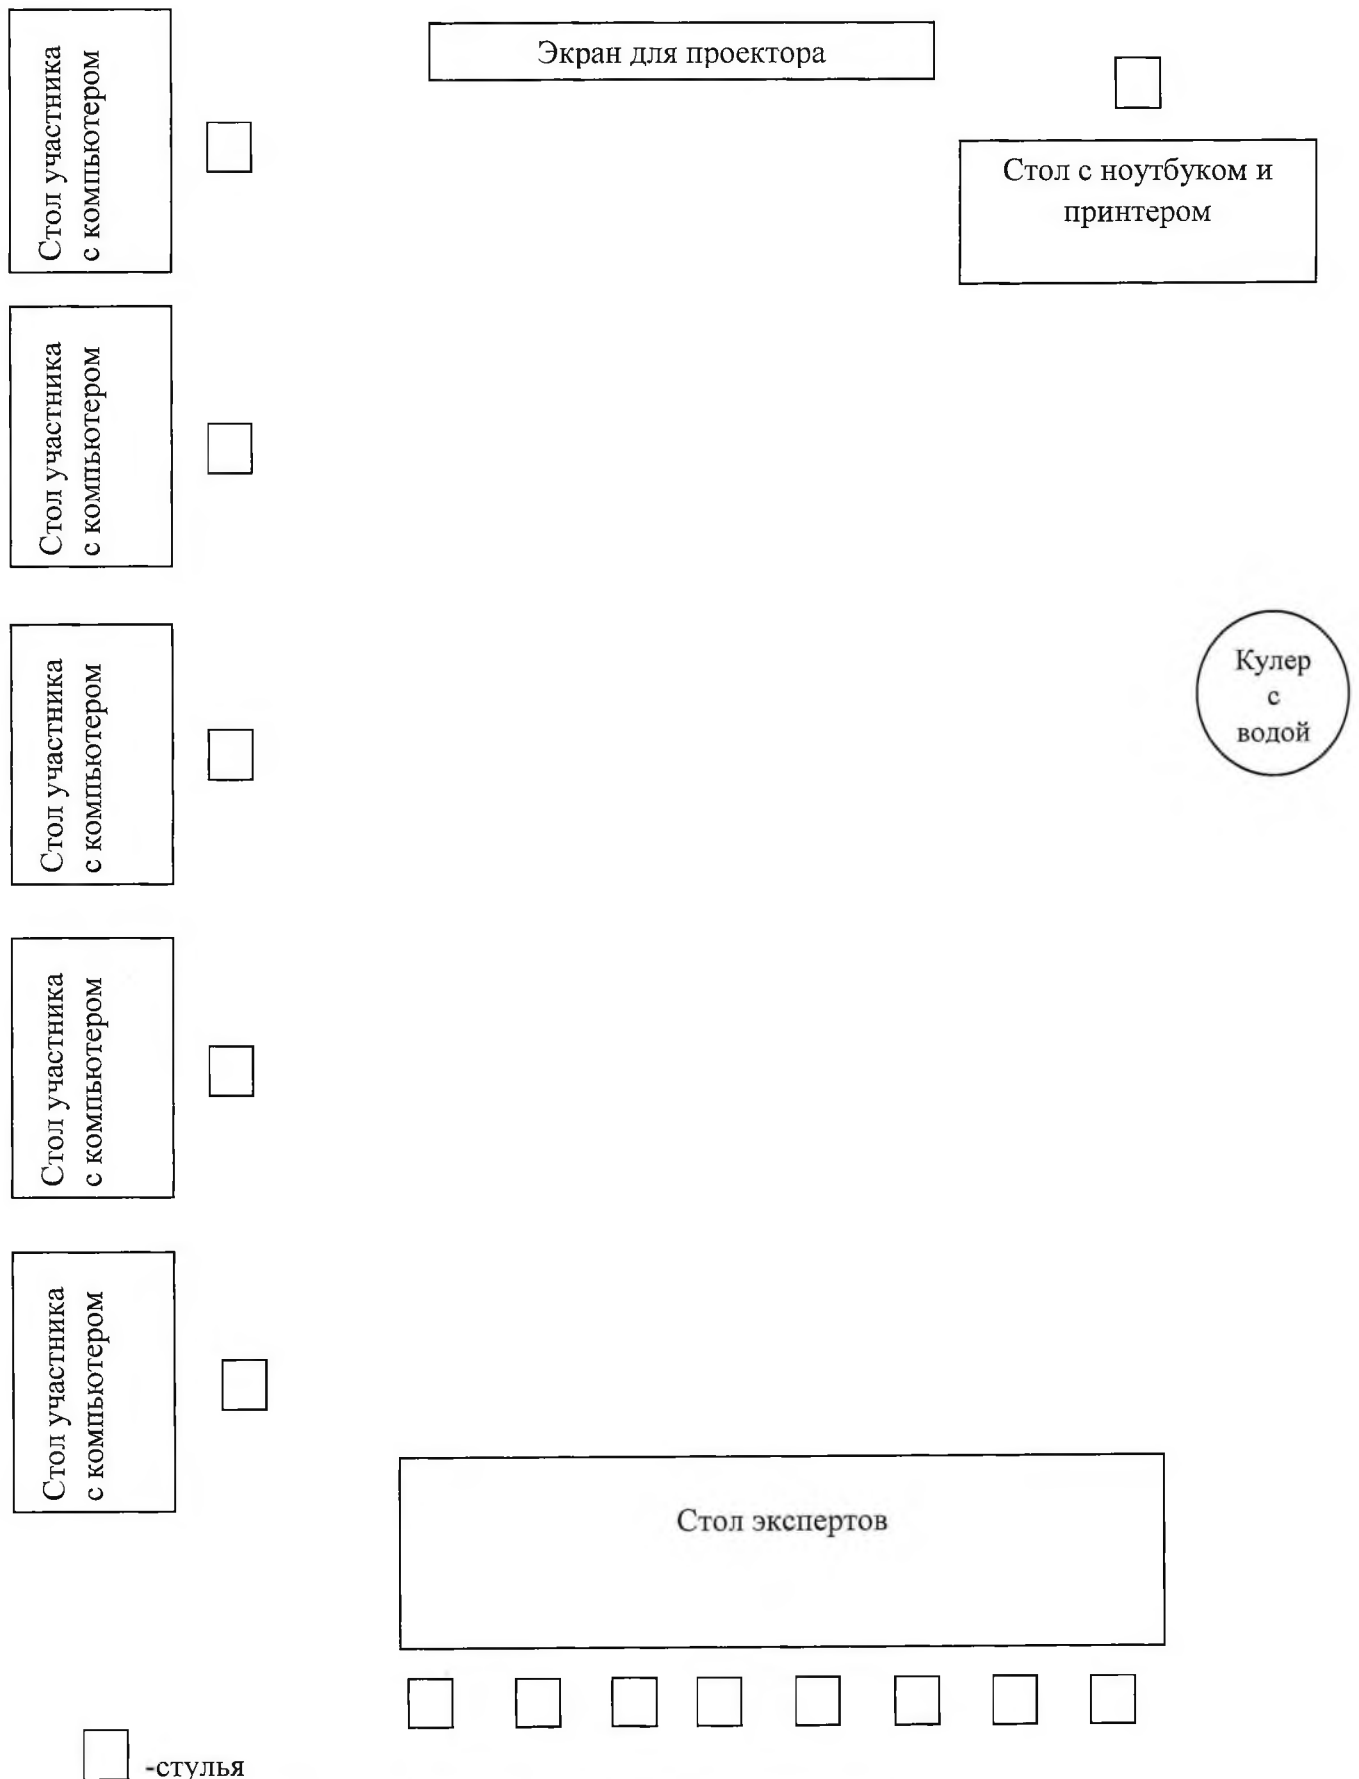 Экран для проектора
Стол участника
с компьютером
Стол с ноутбуком и
принтером
Стол участника
с компьютером
Стол участника
с компьютером
Кулер
с
водой
Стол участника
с компьютером
Стол участника
с компьютером
Стол экспертов
-стулья